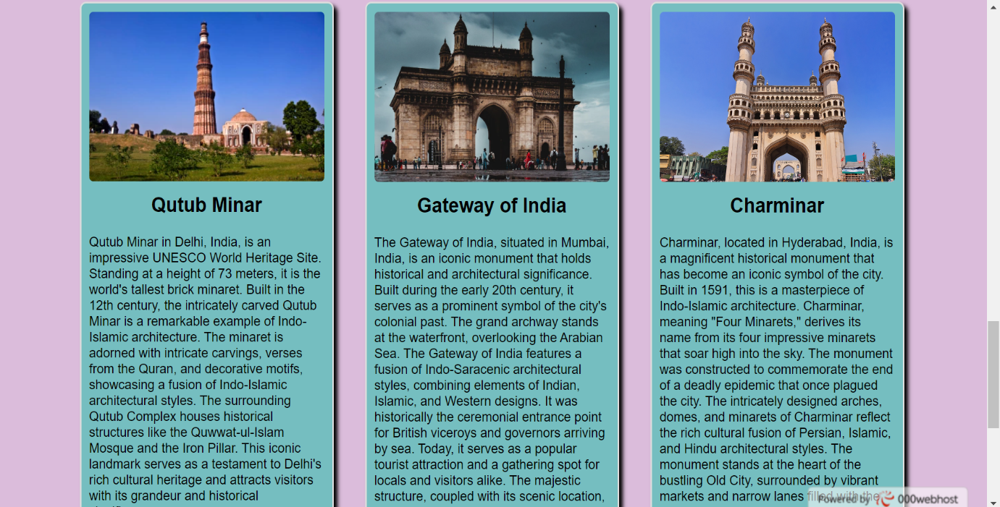 Qutub Minar
Qutub Minar in Delhi, India, is an
impressive UNESCO World Heritage Site.
Standing at a height of 73 meters, it is the
world's tallest brick minaret. Built in the
12th century, the intricately carved Qutub
Minar is a remarkable example of Indo-
Islamic architecture. The minaret is
adorned with intricate carvings, verses
from the Quran, and decorative motifs,
showcasing a fusion of Indo-Islamic
architectural styles. The surrounding
Qutub Complex houses historical
structures like the Quwwat-ul-Islam
Mosque and the Iron Pillar. This iconic
landmark serves as a testament to Delhi's
rich cultural heritage and attracts visitors
with its grandeur and historical
Gateway of India
The Gateway of India, situated in Mumbai,
India, is an iconic monument that holds
historical and architectural significance.
Built during the early 20th century, it
serves as a prominent symbol of the city's
colonial past. The grand archway stands
at the waterfront, overlooking the Arabian
Sea. The Gateway of India features a
fusion of Indo-Saracenic architectural
styles, combining elements of Indian,
Islamic, and Western designs. It was
historically the ceremonial entrance point
for British viceroys and governors arriving
by sea. Today, it serves as a popular
tourist attraction and a gathering spot for
locals and visitors alike. The majestic
structure, coupled with its scenic location,
Charminar
Charminar, located in Hyderabad, India, is
a magnificent historical monument that
has become an iconic symbol of the city.
Built in 1591, this is a masterpiece of
Indo-Islamic architecture. Charminar,
meaning "Four Minarets," derives its
name from its four impressive minarets
that soar high into the sky. The monument
was constructed to commemorate the end
of a deadly epidemic that once plagued
the city. The intricately designed arches,
domes, and minarets of Charminar reflect
the rich cultural fusion of Persian, Islamic,
and Hindu architectural styles. The
monument stands at the heart of the
bustling Old City, surrounded by vibrant
markets and narrow lanes filled with the
Powered by 000webhost